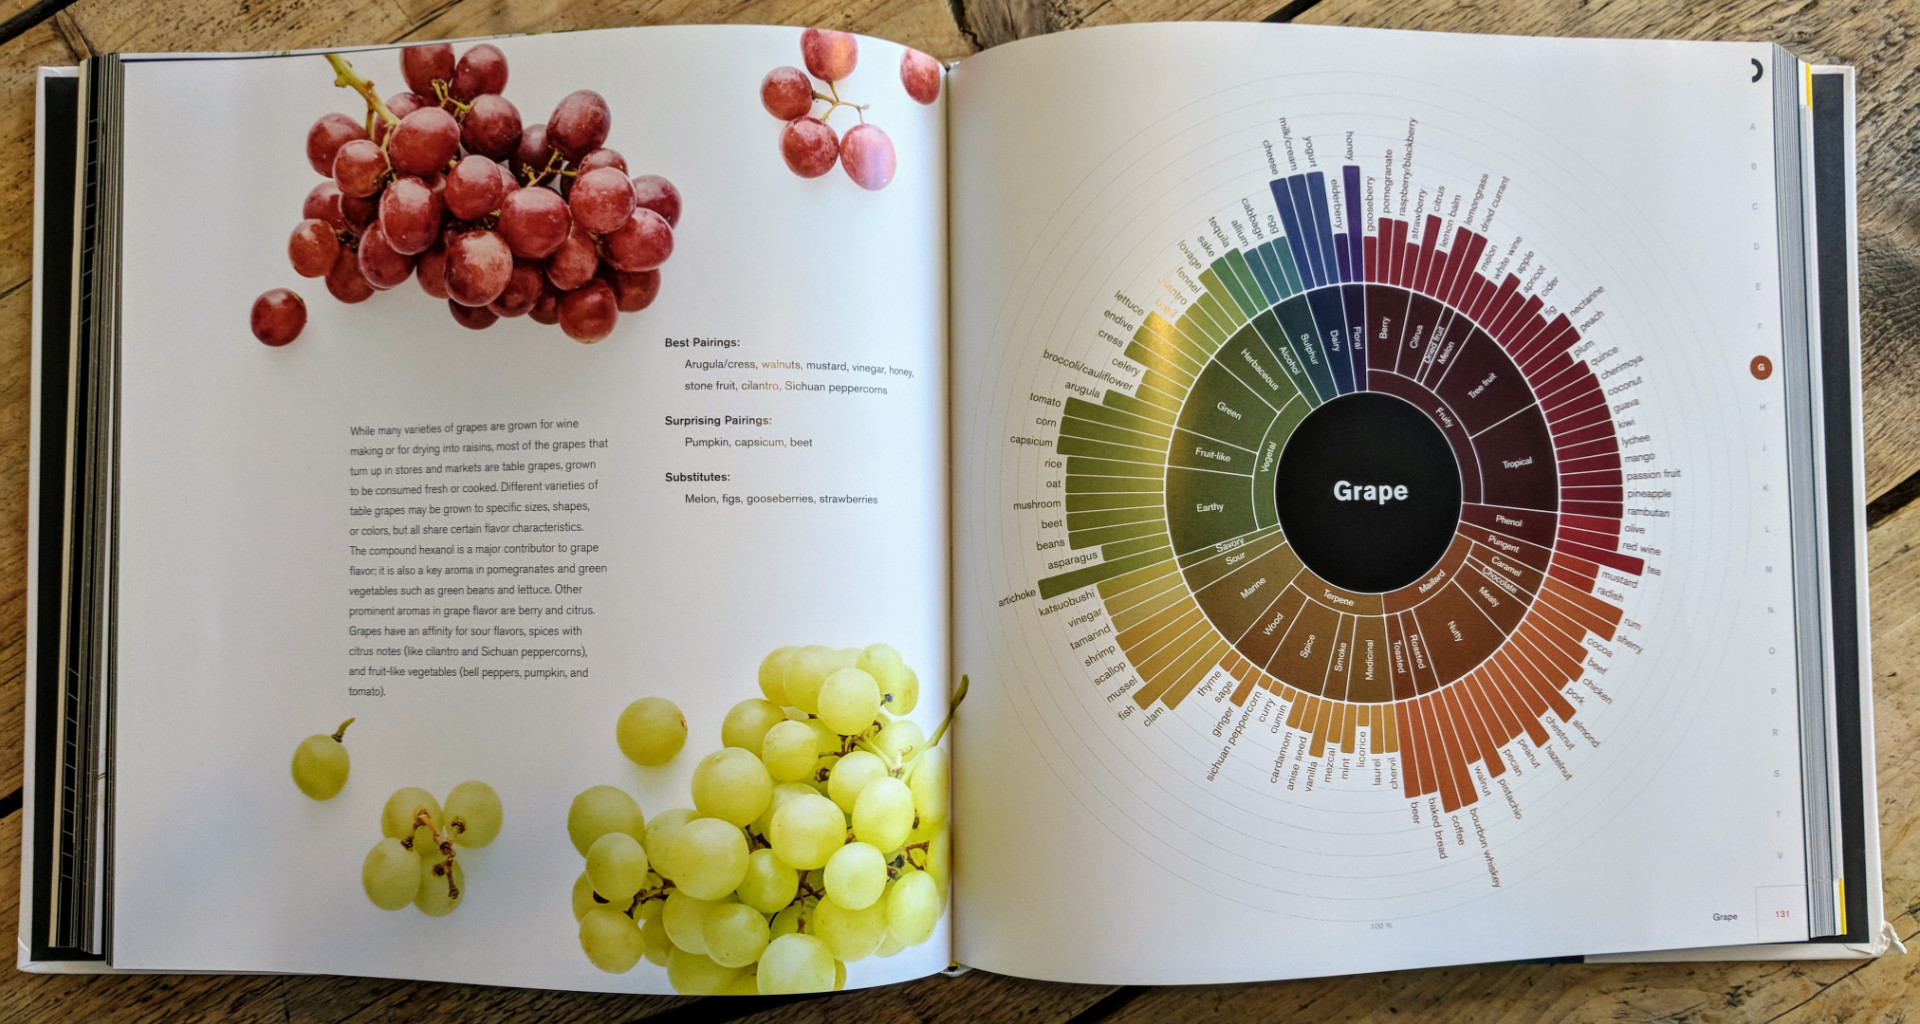 While many varieties of grapes are grown for wine
making or for drying into raisins, most of the grapes that
turn up in stores and markets are table grapes, grown
to be consumed fresh or cooked. Different varieties of
table grapes may be grown to specific sizes, shapes,
or colors, but all share certain flavor characteristics.
The compound hexanol is a major contributor to grape
flavor; it is also a key aroma in pomegranates and green
vegetables such as green beans and lettuce. Other
prominent aromas in grape flavor are berry and citrus.
Grapes have an affinity for sour flavors, spices with
citrus notes (like cilantro and Sichuan peppercorns),
and fruit-like vegetables (bell peppers, pumpkin, and
tomato).
Best Pairings:
Arugula/cress, walnuts, mustard, vinegar, honey,
stone fruit, cilantro, Sichuan peppercorns
Surprising Pairings:
Pumpkin, capsicum, beet
Substitutes:
Melon, figs, gooseberries, strawberries
Grape
Fruity
Maillard
Terpene
Vegetal
Berry
Citrus
Dried fruit
Melon
Tree fruit
Tropical
Phenol
Pungent
Caramel
Chocolate
Meaty
Nutty
Roasted
Toasted
Medicinal
Smoke
Spice
Wood
Marine
Sour
Savory
Earthy
Fruit-like
Green
Herbaceous
Alcohol
Sulphur
Dairy
Floral
honey
gooseberry
pomegranate
raspberry/blackberry
strawberry
citrus
lemon balm
lemongrass
dried currant
melon
white wine
apple
apricot
cider
fig
nectarine
peach
plum
quince
cherimoya
coconut
guava
kiwi
lychee
mango
passion fruit
pineapple
rambutan
olive
red wine
tea
mustard
radish
rum
sherry
cocoa
beef
chicken
pork
almond
chestnut
hazelnut
peanut
pecan
pistachio
walnut
bourbon whiskey
coffee
baked bread
beer
chervil
laurel
licorice
mint
mezcal
vanilla
anise seed
cardamom
cumin
curry
sichuan peppercorn
ginger
sage
thyme
clam
fish
mussel
scallop
shrimp
tamarind
vinegar
katsuobushi
artichoke
asparagus
beans
beet
mushroom
oat
rice
capsicum
corn
tomato
arugula
broccoli/cauliflower
celery
cress
endive
lettuce
basil
cilantro
fennel
lovage
sake
tequila
allium
cabbage
egg
cheese
milk/cream
yogurt
elderberry
100 %
A
B
C
D
E
F
G
H
J
K
L
M
N
O
P
R
S
T
V
Grape 131